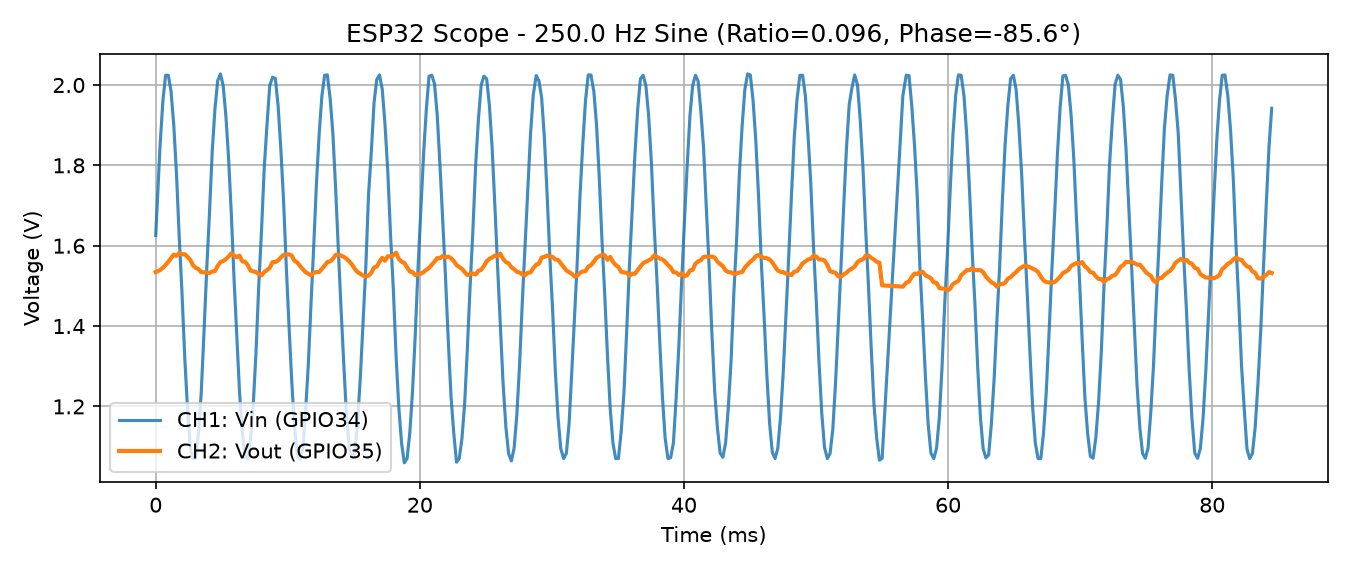 ESP32 Scope - 250.0 Hz Sine (Ratio=0.096, Phase=-85.6°)
Voltage (V)
2.0
1.8
1.6
1.4
1.2
CH1: Vin (GPIO34)
CH2: Vout (GPIO35)
0 20 40 60 80
Time (ms)